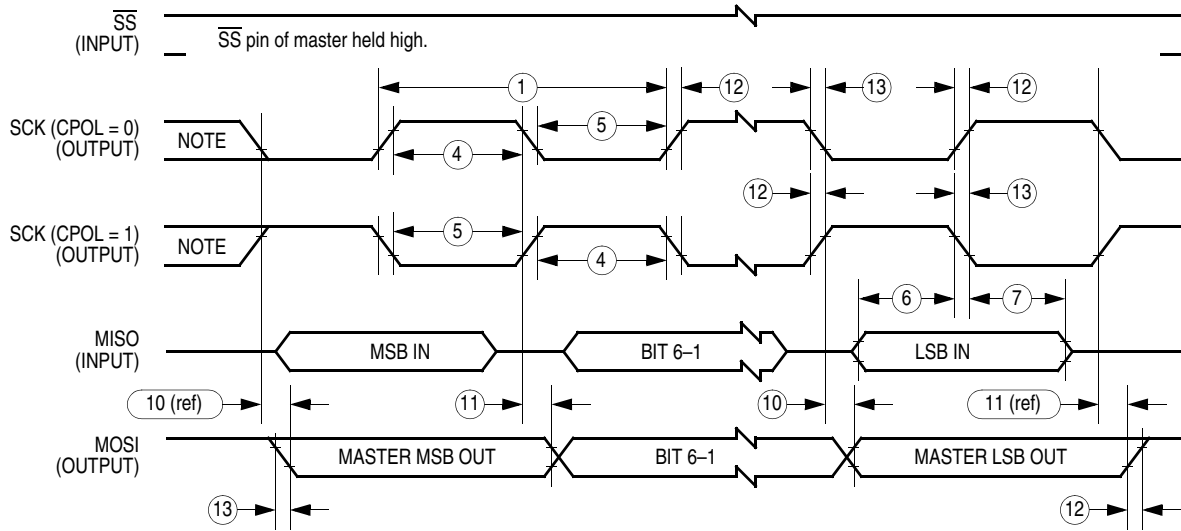 SS
(INPUT)
SS pin of master held high.
1
12
13
12
SCK (CPOL = 0)
(OUTPUT)
NOTE
5
4
12
13
SCK (CPOL = 1)
(OUTPUT)
NOTE
5
4
6
7
MISO
(INPUT)
MSB IN
BIT 6–1
LSB IN
10 (ref)
11
10
11 (ref)
MOSI
(OUTPUT)
MASTER MSB OUT
BIT 6–1
MASTER LSB OUT
13
12